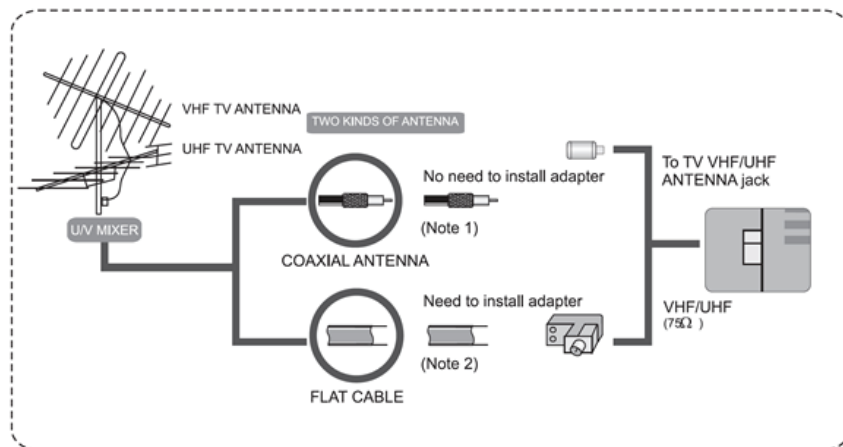 VHF TV ANTENNA
TWO KINDS OF ANTENNA
UHF TV ANTENNA
U/V MIXER
No need to install adapter
(Note 1)
COAXIAL ANTENNA
Need to install adapter
(Note 2)
FLAT CABLE
To TV VHF/UHF
ANTENNA jack
VHF/UHF
(75Ω )